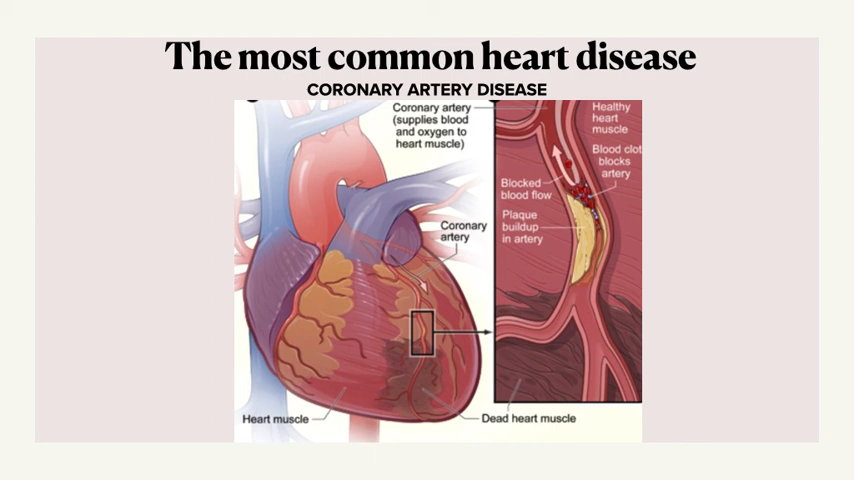 The most common heart disease
CORONARY ARTERY DISEASE
Coronary artery
(supplies blood
and oxygen to
heart muscle)
Coronary
artery
Heart muscle
Dead heart muscle
Healthy
heart
muscle
Blood clot
blocks
artery
Blocked
blood flow
Plaque
buildup
in artery